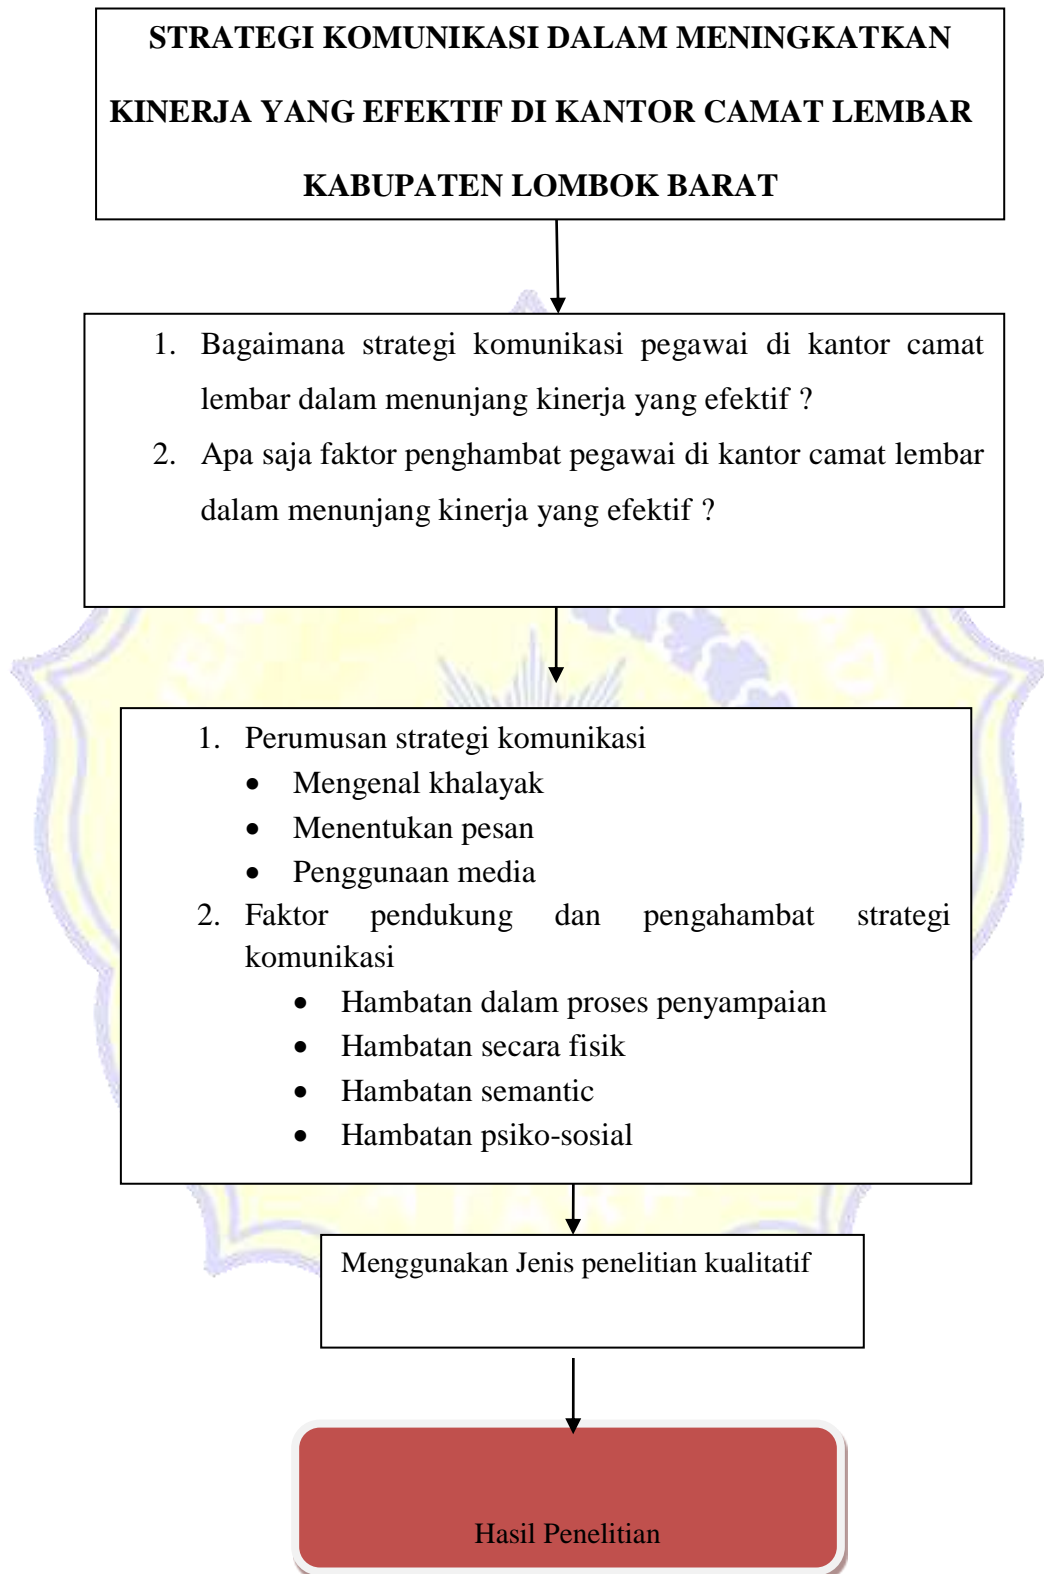 STRATEGI KOMUNIKASI DALAM MENINGKATKAN
KINERJA YANG EFEKTIF DI KANTOR CAMAT LEMBAR
KABUPATEN LOMBOK BARAT
1. Bagaimana strategi komunikasi pegawai di kantor camat
lembar dalam menunjang kinerja yang efektif ?
2. Apa saja faktor penghambat pegawai di kantor camat lembar
dalam menunjang kinerja yang efektif ?
1. Perumusan strategi komunikasi
• Mengenal khalayak
• Menentukan pesan
• Penggunaan media
2. Faktor pendukung dan pengahambat strategi
komunikasi
• Hambatan dalam proses penyampaian
• Hambatan secara fisik
• Hambatan semantic
• Hambatan psiko-sosial
Menggunakan Jenis penelitian kualitatif
Hasil Penelitian